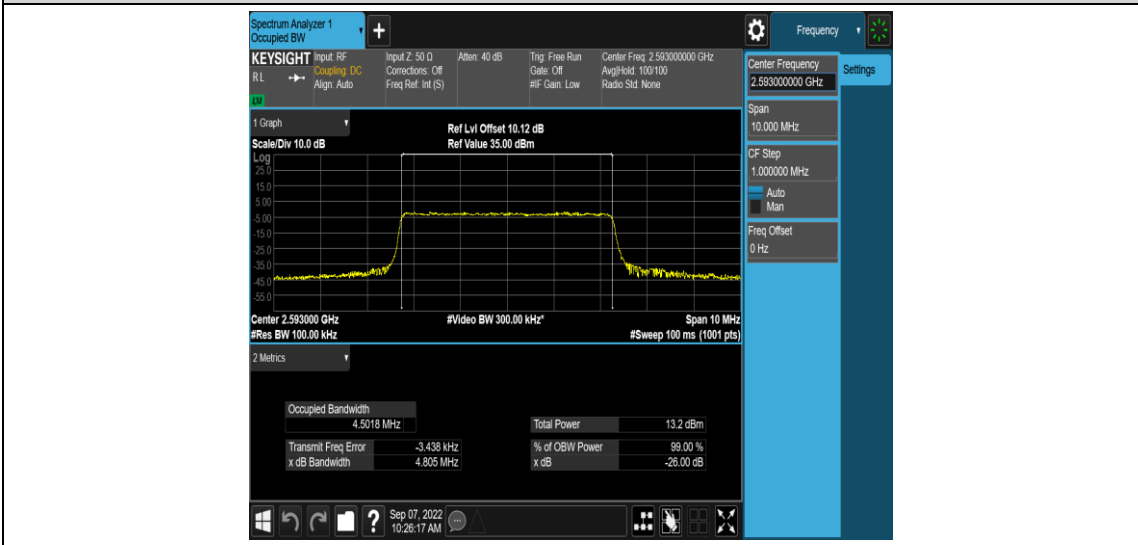 Spectrum Analyzer 1
Occupied BW
+
Frequency
KEYSIGHT
RL
LXI
Input: RF
Coupling: DC
Align: Auto
Input Z: 50 Ω
Corrections: Off
Freq Ref: Int (S)
Atten: 40 dB
Trig: Free Run
Gate: Off
#IF Gain: Low
Center Freq: 2.593000000 GHz
Avg|Hold: 100/100
Radio Std: None
Center Frequency
2.593000000 GHz
Settings
Span
10.000 MHz
CF Step
1.000000 MHz
Auto
Man
Freq Offset
0 Hz
1 Graph
Scale/Div 10.0 dB
Ref Lvl Offset 10.12 dB
Ref Value 35.00 dBm
Log
25.0
15.0
5.00
-5.00
-15.0
-25.0
-35.0
-45.0
-55.0
Center 2.593000 GHz
#Video BW 300.00 kHz*
Span 10 MHz
#Res BW 100.00 kHz
#Sweep 100 ms (1001 pts)
2 Metrics
Occupied Bandwidth
4.5018 MHz
Total Power 13.2 dBm
Transmit Freq Error -3.438 kHz
% of OBW Power 99.00 %
x dB Bandwidth 4.805 MHz
x dB -26.00 dB
?
Sep 07, 2022
10:26:17 AM